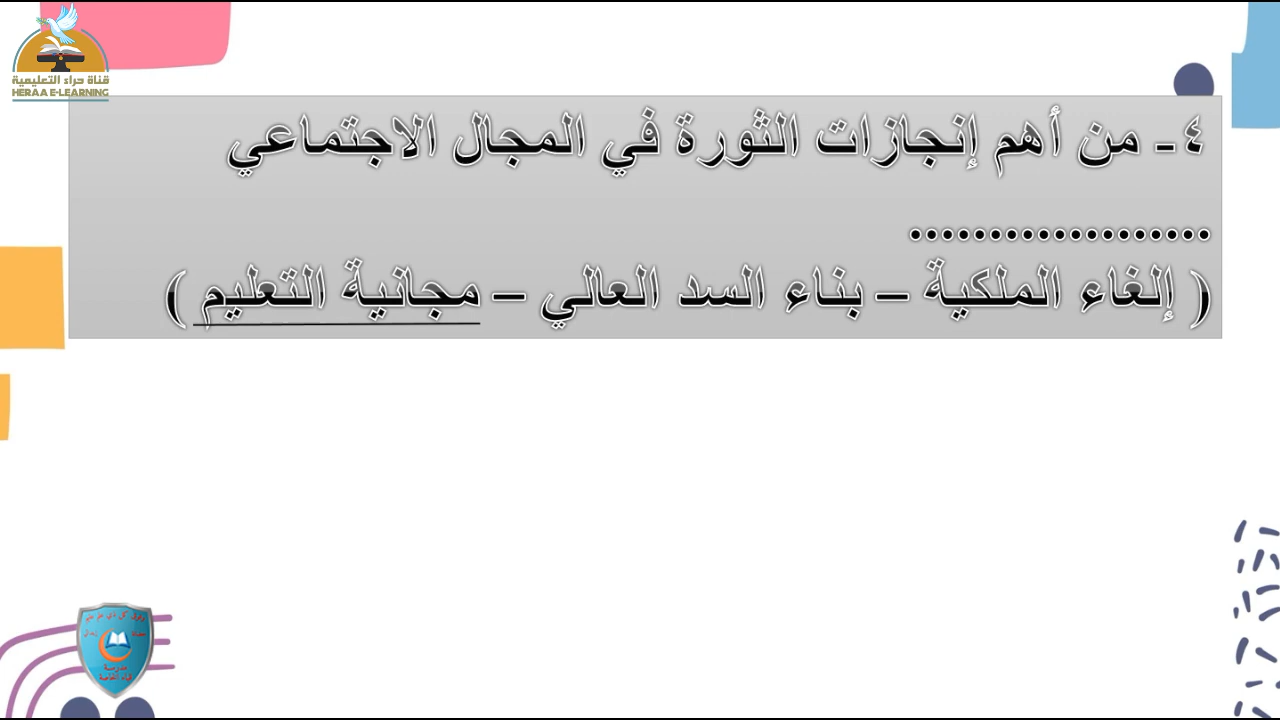 قناة حراء التعليمية
HERAA E-LEARNING
٤- من أهم إنجازات الثورة في المجال الاجتماعي
...................
( إلغاء الملكية – بناء السد العالي – مجانية التعليم )
مدرسة